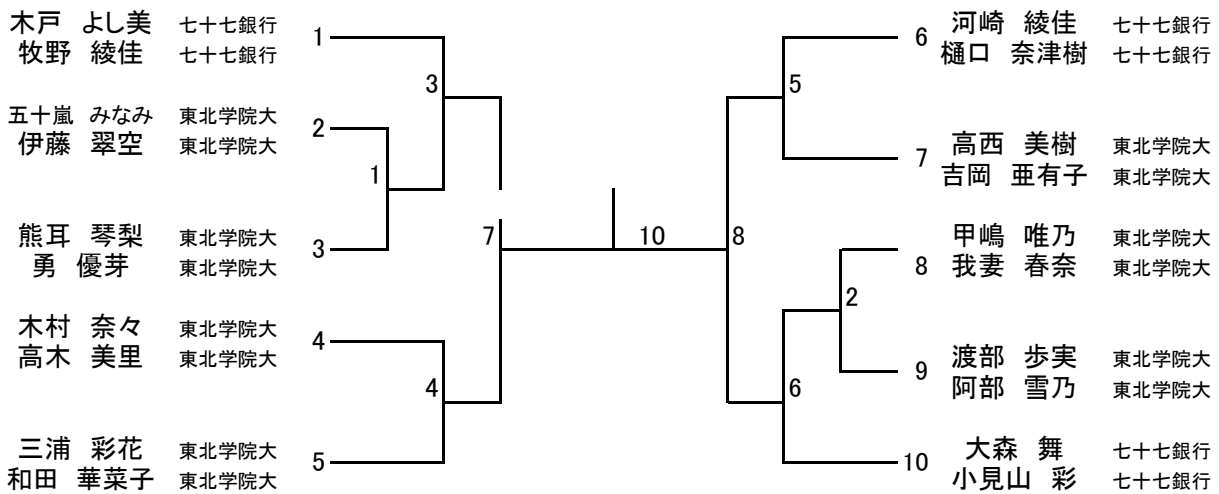 木戸 よし美 七十七銀行
牧野 綾佳 七十七銀行
1
3
五十嵐 みなみ 東北学院大
伊藤 翠空 東北学院大
2
1
熊耳 琴梨 東北学院大
勇 優芽 東北学院大
3
7
木村 奈々 東北学院大
高木 美里 東北学院大
4
4
三浦 彩花 東北学院大
和田 華菜子 東北学院大
5
10
8
6
河崎 綾佳 七十七銀行
樋口 奈津樹 七十七銀行
5
7
高西 美樹 東北学院大
吉岡 亜有子 東北学院大
8
甲嶋 唯乃 東北学院大
我妻 春奈 東北学院大
2
9
渡部 歩実 東北学院大
阿部 雪乃 東北学院大
6
10
大森 舞 七十七銀行
小見山 彩 七十七銀行